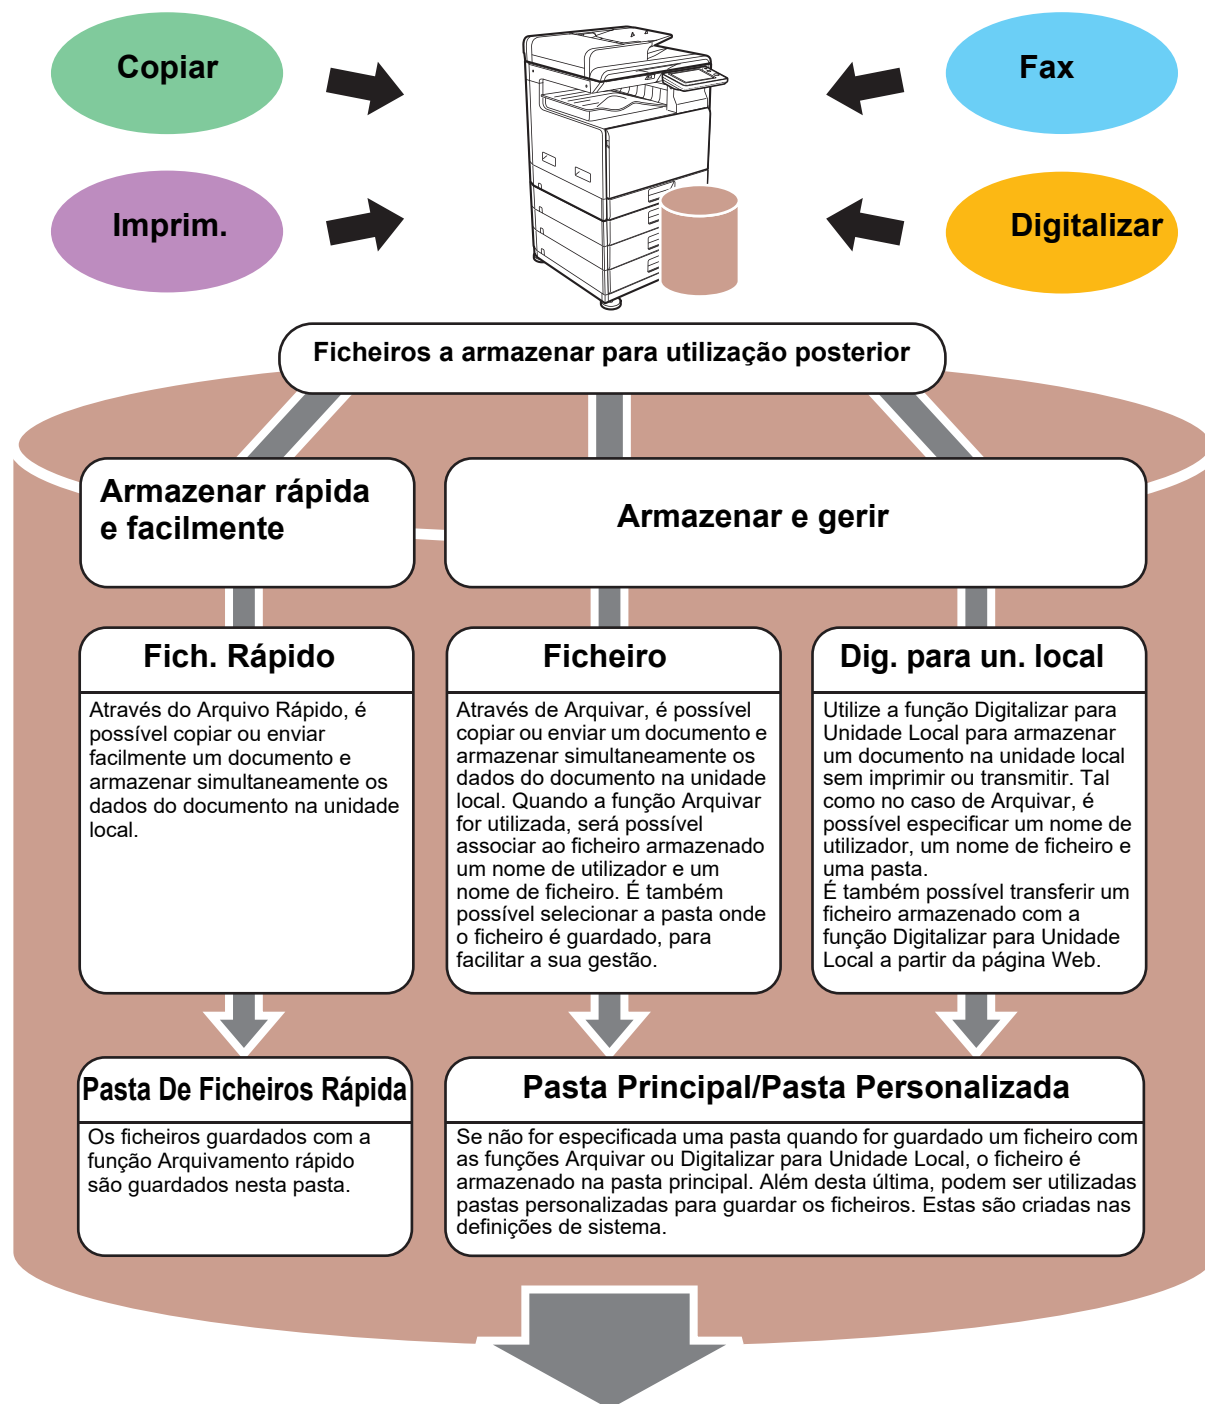 Copiar
Fax
Imprim.
Digitalizar
Ficheiros a armazenar para utilização posterior
Armazenar rápida
e facilmente
Armazenar e gerir
Fich. Rápido
Através do Arquivo Rápido, é
possível copiar ou enviar
facilmente um documento e
armazenar simultaneamente os
dados do documento na unidade
local.
Ficheiro
Através de Arquivar, é possível
copiar ou enviar um documento e
armazenar simultaneamente os
dados do documento na unidade
local. Quando a função Arquivar
for utilizada, será possível
associar ao ficheiro armazenado
um nome de utilizador e um
nome de ficheiro. É também
possível selecionar a pasta onde
o ficheiro é guardado, para
facilitar a sua gestão.
Dig. para un. local
Utilize a função Digitalizar para
Unidade Local para armazenar
um documento na unidade local
sem imprimir ou transmitir. Tal
como no caso de Arquivar, é
possível especificar um nome de
utilizador, um nome de ficheiro e
uma pasta.
É também possível transferir um
ficheiro armazenado com a
função Digitalizar para Unidade
Local a partir da página Web.
Pasta De Ficheiros Rápida
Os ficheiros guardados com a
função Arquivamento rápido
são guardados nesta pasta.
Pasta Principal/Pasta Personalizada
Se não for especificada uma pasta quando for guardado um ficheiro com
as funções Arquivar ou Digitalizar para Unidade Local, o ficheiro é
armazenado na pasta principal. Além desta última, podem ser utilizadas
pastas personalizadas para guardar os ficheiros. Estas são criadas nas
definições de sistema.